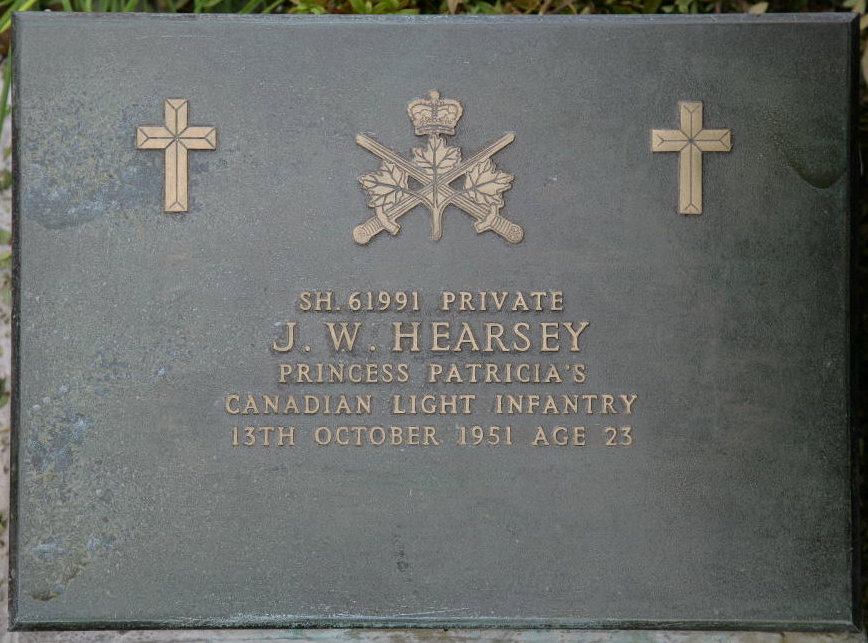 SH. 61991 PRIVATE
J. W. HEARSEY
PRINCESS PATRICIA'S
CANADIAN LIGHT INFANTRY
13TH OCTOBER 1951 AGE 23